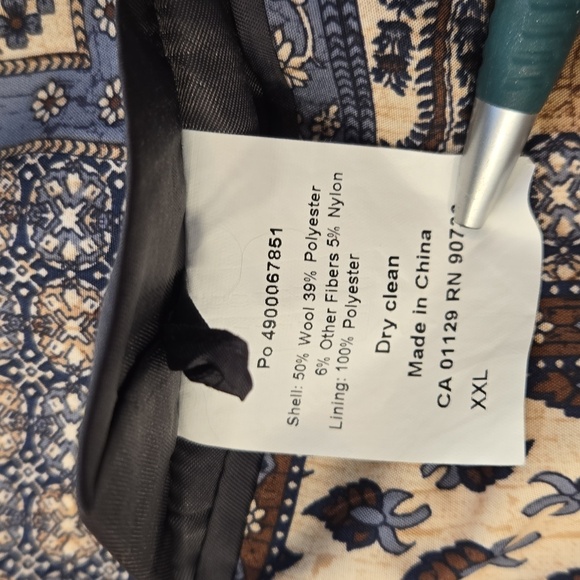 Po 4900067851
Shell: 50% Wool 39% Polyester
6% Other Fibers 5% Nylon
Lining: 100% Polyester
Dry clean
Made in China
CA 01129 RN
XXL